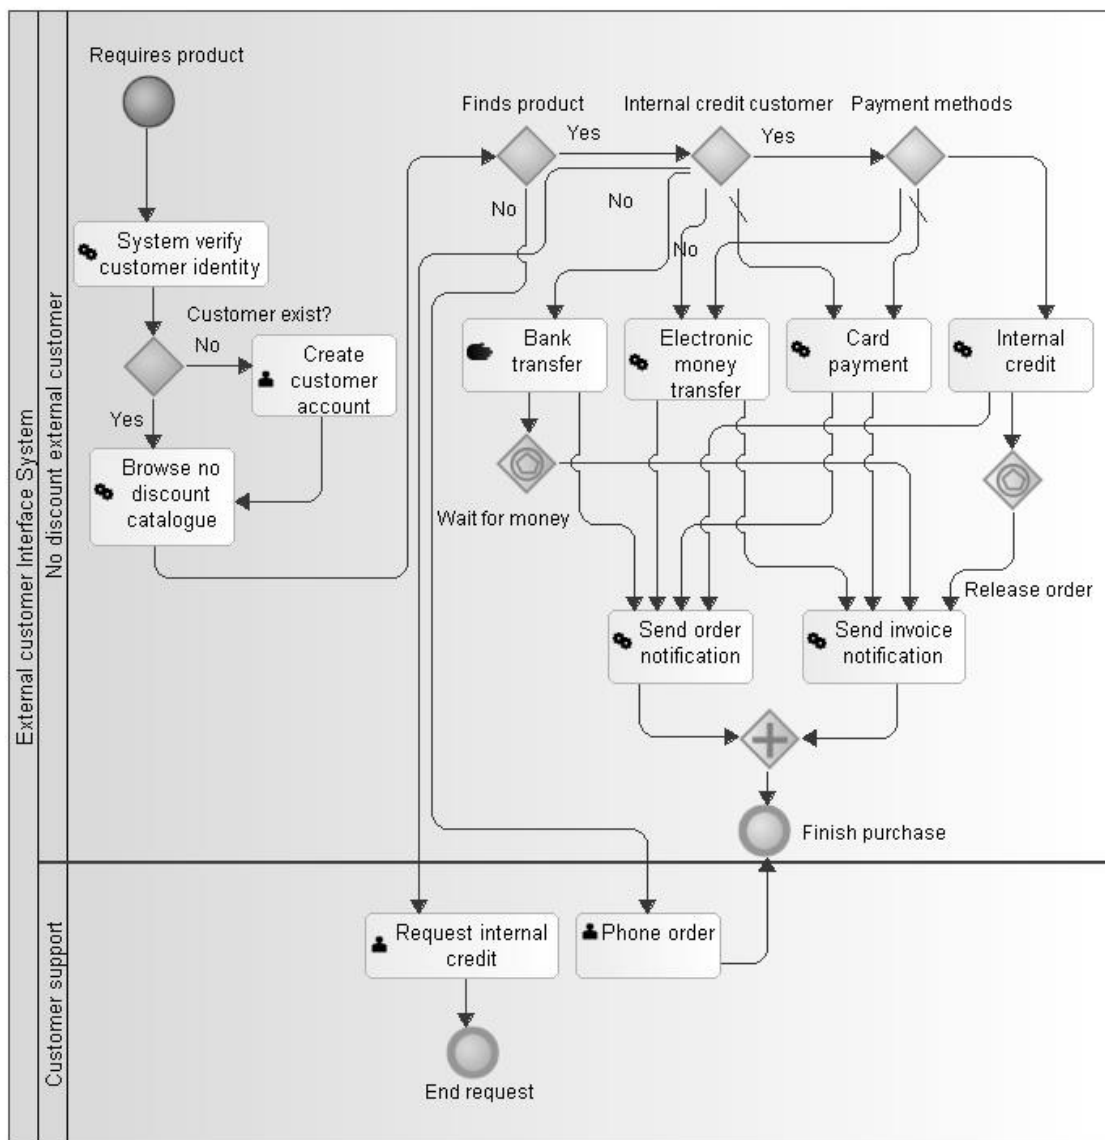 External customer Interface System
No discount external customer
Customer support
Requires product
Finds product
Internal credit customer
Payment methods
Yes
Yes
No
No
No
System verify
customer identity
Customer exist?
No
Yes
Create
customer
account
Browse no
discount
catalogue
Bank
transfer
Electronic
money
transfer
Card
payment
Internal
credit
Wait for money
Release order
Send order
notification
Send invoice
notification
Finish purchase
Request internal
credit
Phone order
End request